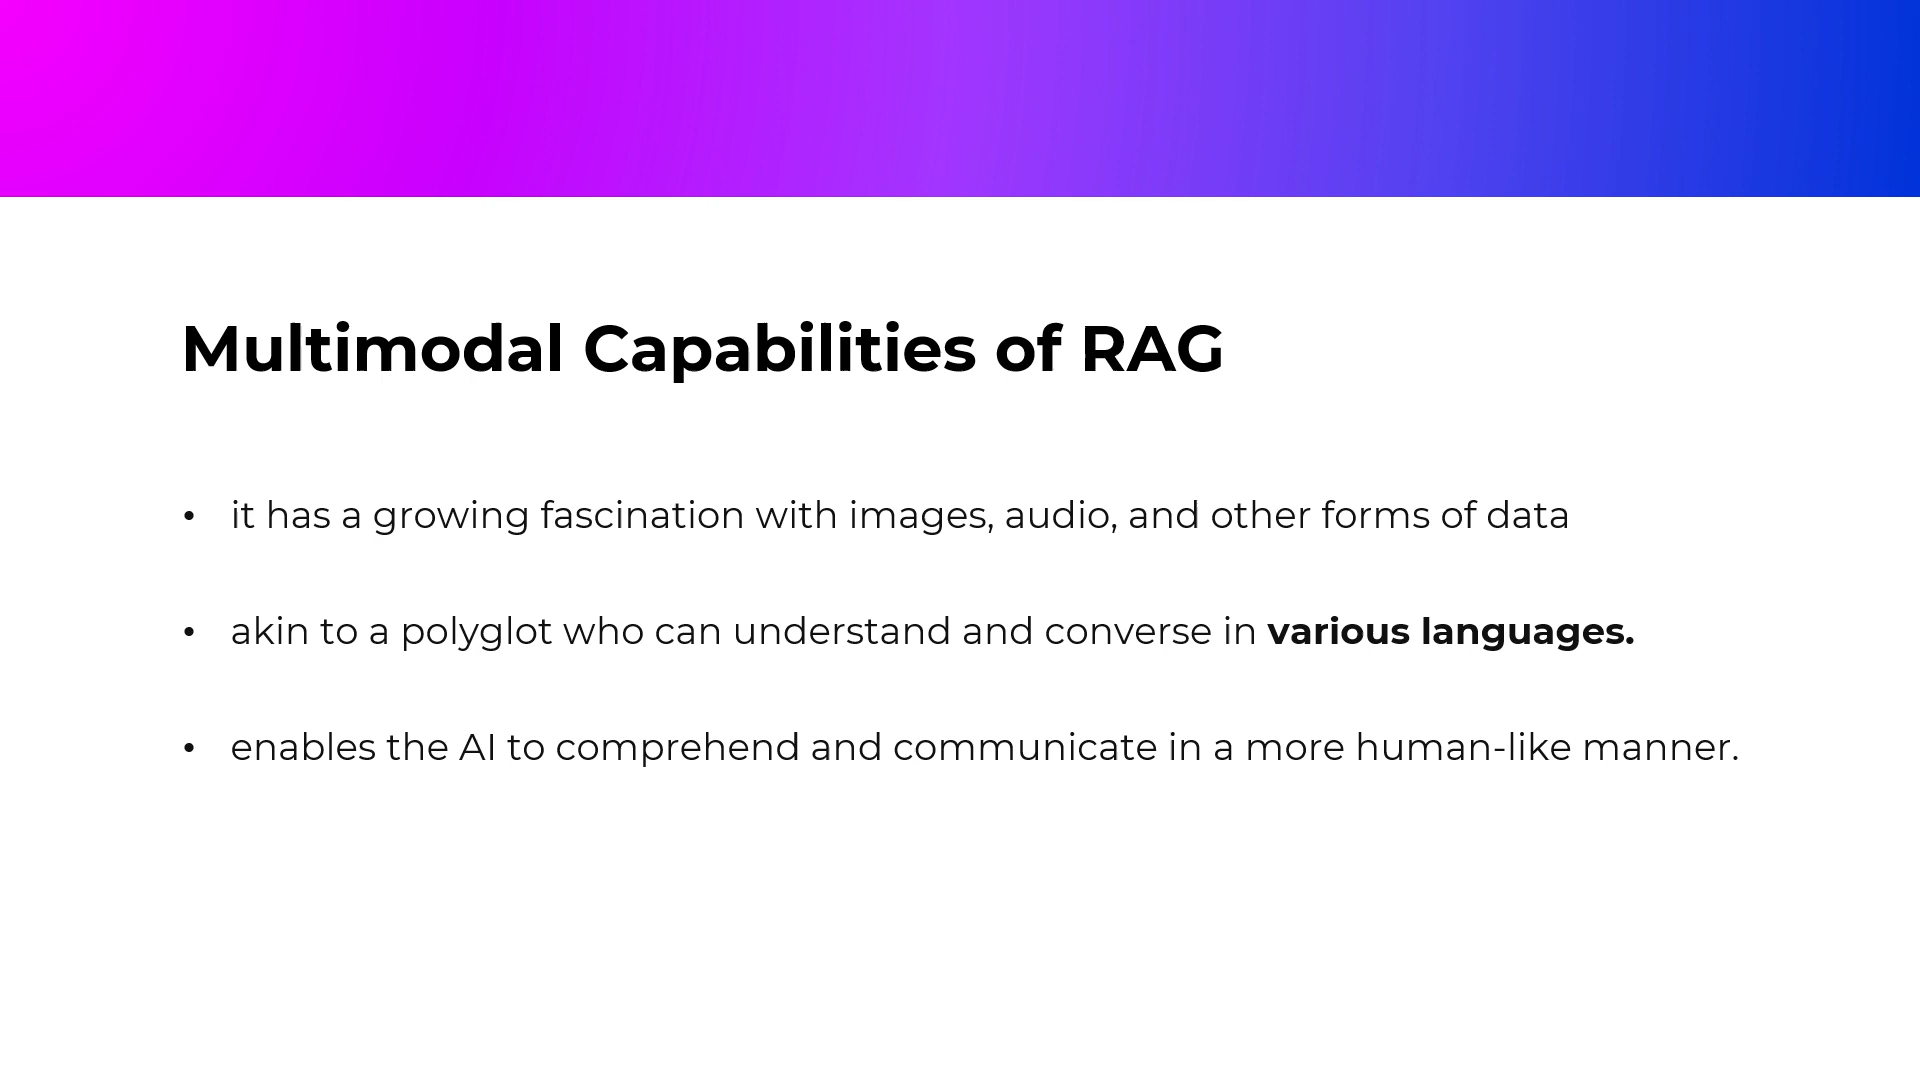 Multimodal Capabilities of RAG
• it has a growing fascination with images, audio, and other forms of data
• akin to a polyglot who can understand and converse in various languages.
• enables the AI to comprehend and communicate in a more human-like manner.